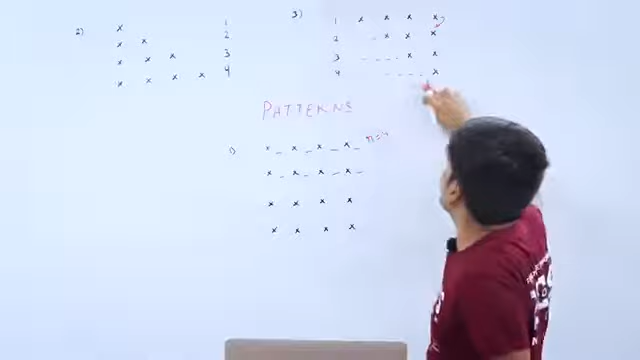 2)
x 1
x x 2
x x x 3
x x x x 4
3)
1 x x x x
2 _ x x x
3 _ _ _ _ x x
4 _ _ _ _ x
PATTERNS
1)
x _ x _ x _ x _ n=4
x _ x _ x _ x _
x x x x
x x x x